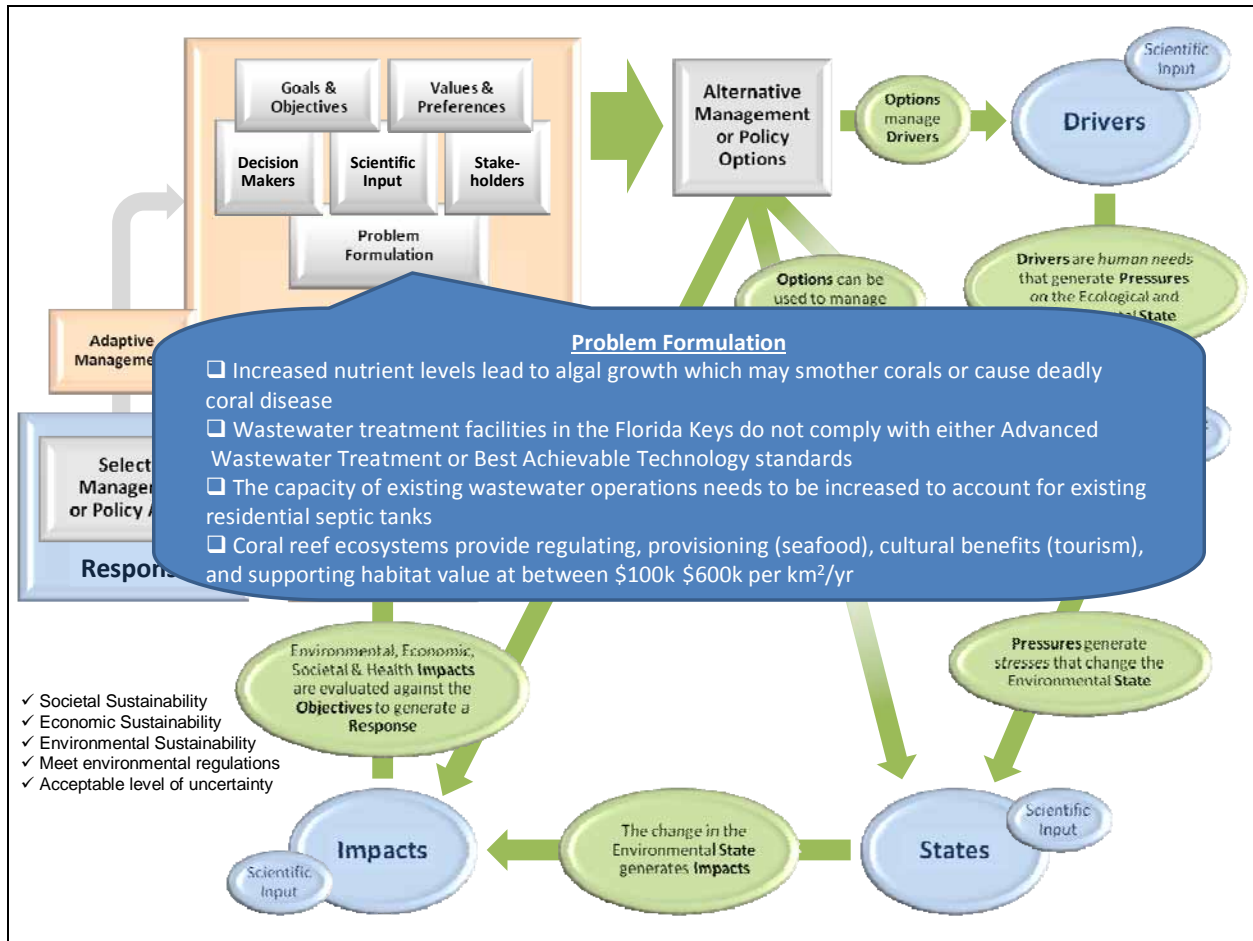 Goals &
Objectives
Values &
Preferences
Decision
Makers
Scientific
Input
Stake-
holders
Problem
Formulation
Alternative
Management
or Policy
Options
Options
manage
Drivers
Scientific
Input
Drivers
Drivers are human needs
that generate Pressures
on the Ecological and
State
Options can be
used to manage
Adaptive
Problem Formulation
❑ Increased nutrient levels lead to algal growth which may smother corals or cause deadly
coral disease
❑ Wastewater treatment facilities in the Florida Keys do not comply with either Advanced
Wastewater Treatment or Best Achievable Technology standards
❑ The capacity of existing wastewater operations needs to be increased to account for existing
residential septic tanks
❑ Coral reef ecosystems provide regulating, provisioning (seafood), cultural benefits (tourism),
and supporting habitat value at between $100k $600k per km²/yr
Select
or Policy
Environmental, Economic,
Societal & Health Impacts
are evaluated against the
Objectives to generate a
Response
Pressures generate
stresses that change the
Environmental State
✓ Societal Sustainability
✓ Economic Sustainability
✓ Environmental Sustainability
✓ Meet environmental regulations
✓ Acceptable level of uncertainty
Impacts
Scientific
Input
The change in the
Environmental State
generates Impacts
States
Scientific
Input